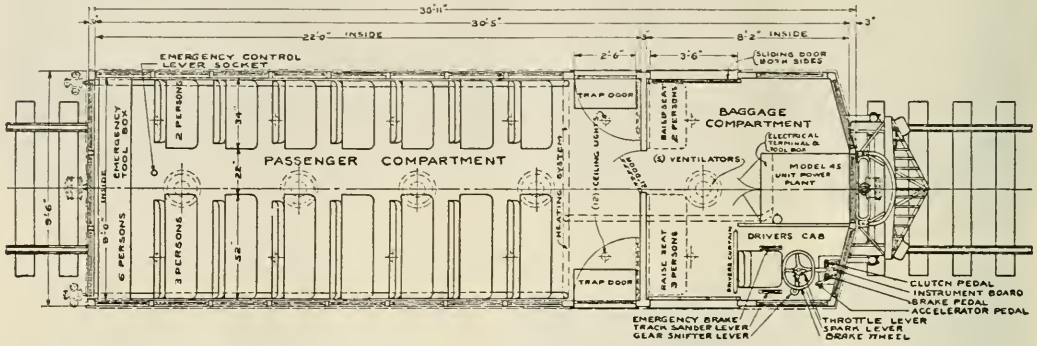 30'-11"
30'-5" 3"
22'-0" INSIDE 3" 8'-2" INSIDE
EMERGENCY CONTROL
LEVER SOCKET
2'-6" 3'-6"
SLIDING DOOR
BOTH SIDES
9'-6"
INSIDE
EMERGENCY
TOOL BOX
6 PERSONS
2 PERSONS
3 PERSONS
34"
22"
52"
PASSENGER COMPARTMENT
HEATING SYSTEM
TRAP DOOR
(12) CEILING LIGHTS
TRAP DOOR
RAISE SEAT
2 PERSONS
RAISE SEAT
3 PERSONS
BAGGAGE
COMPARTMENT
ELECTRICAL
TERMINAL &
TOOL BOX
(5) VENTILATORS
MODEL 45
UNIT POWER
PLANT
DRIVERS CAB
DRIVERS CURTAIN
CLUTCH PEDAL
INSTRUMENT BOARD
BRAKE PEDAL
ACCELERATOR PEDAL
EMERGENCY BRAKE
TRACK SANDER LEVER
GEAR SHIFTER LEVER
THROTTLE LEVER
SPARK LEVER
BRAKE WHEEL